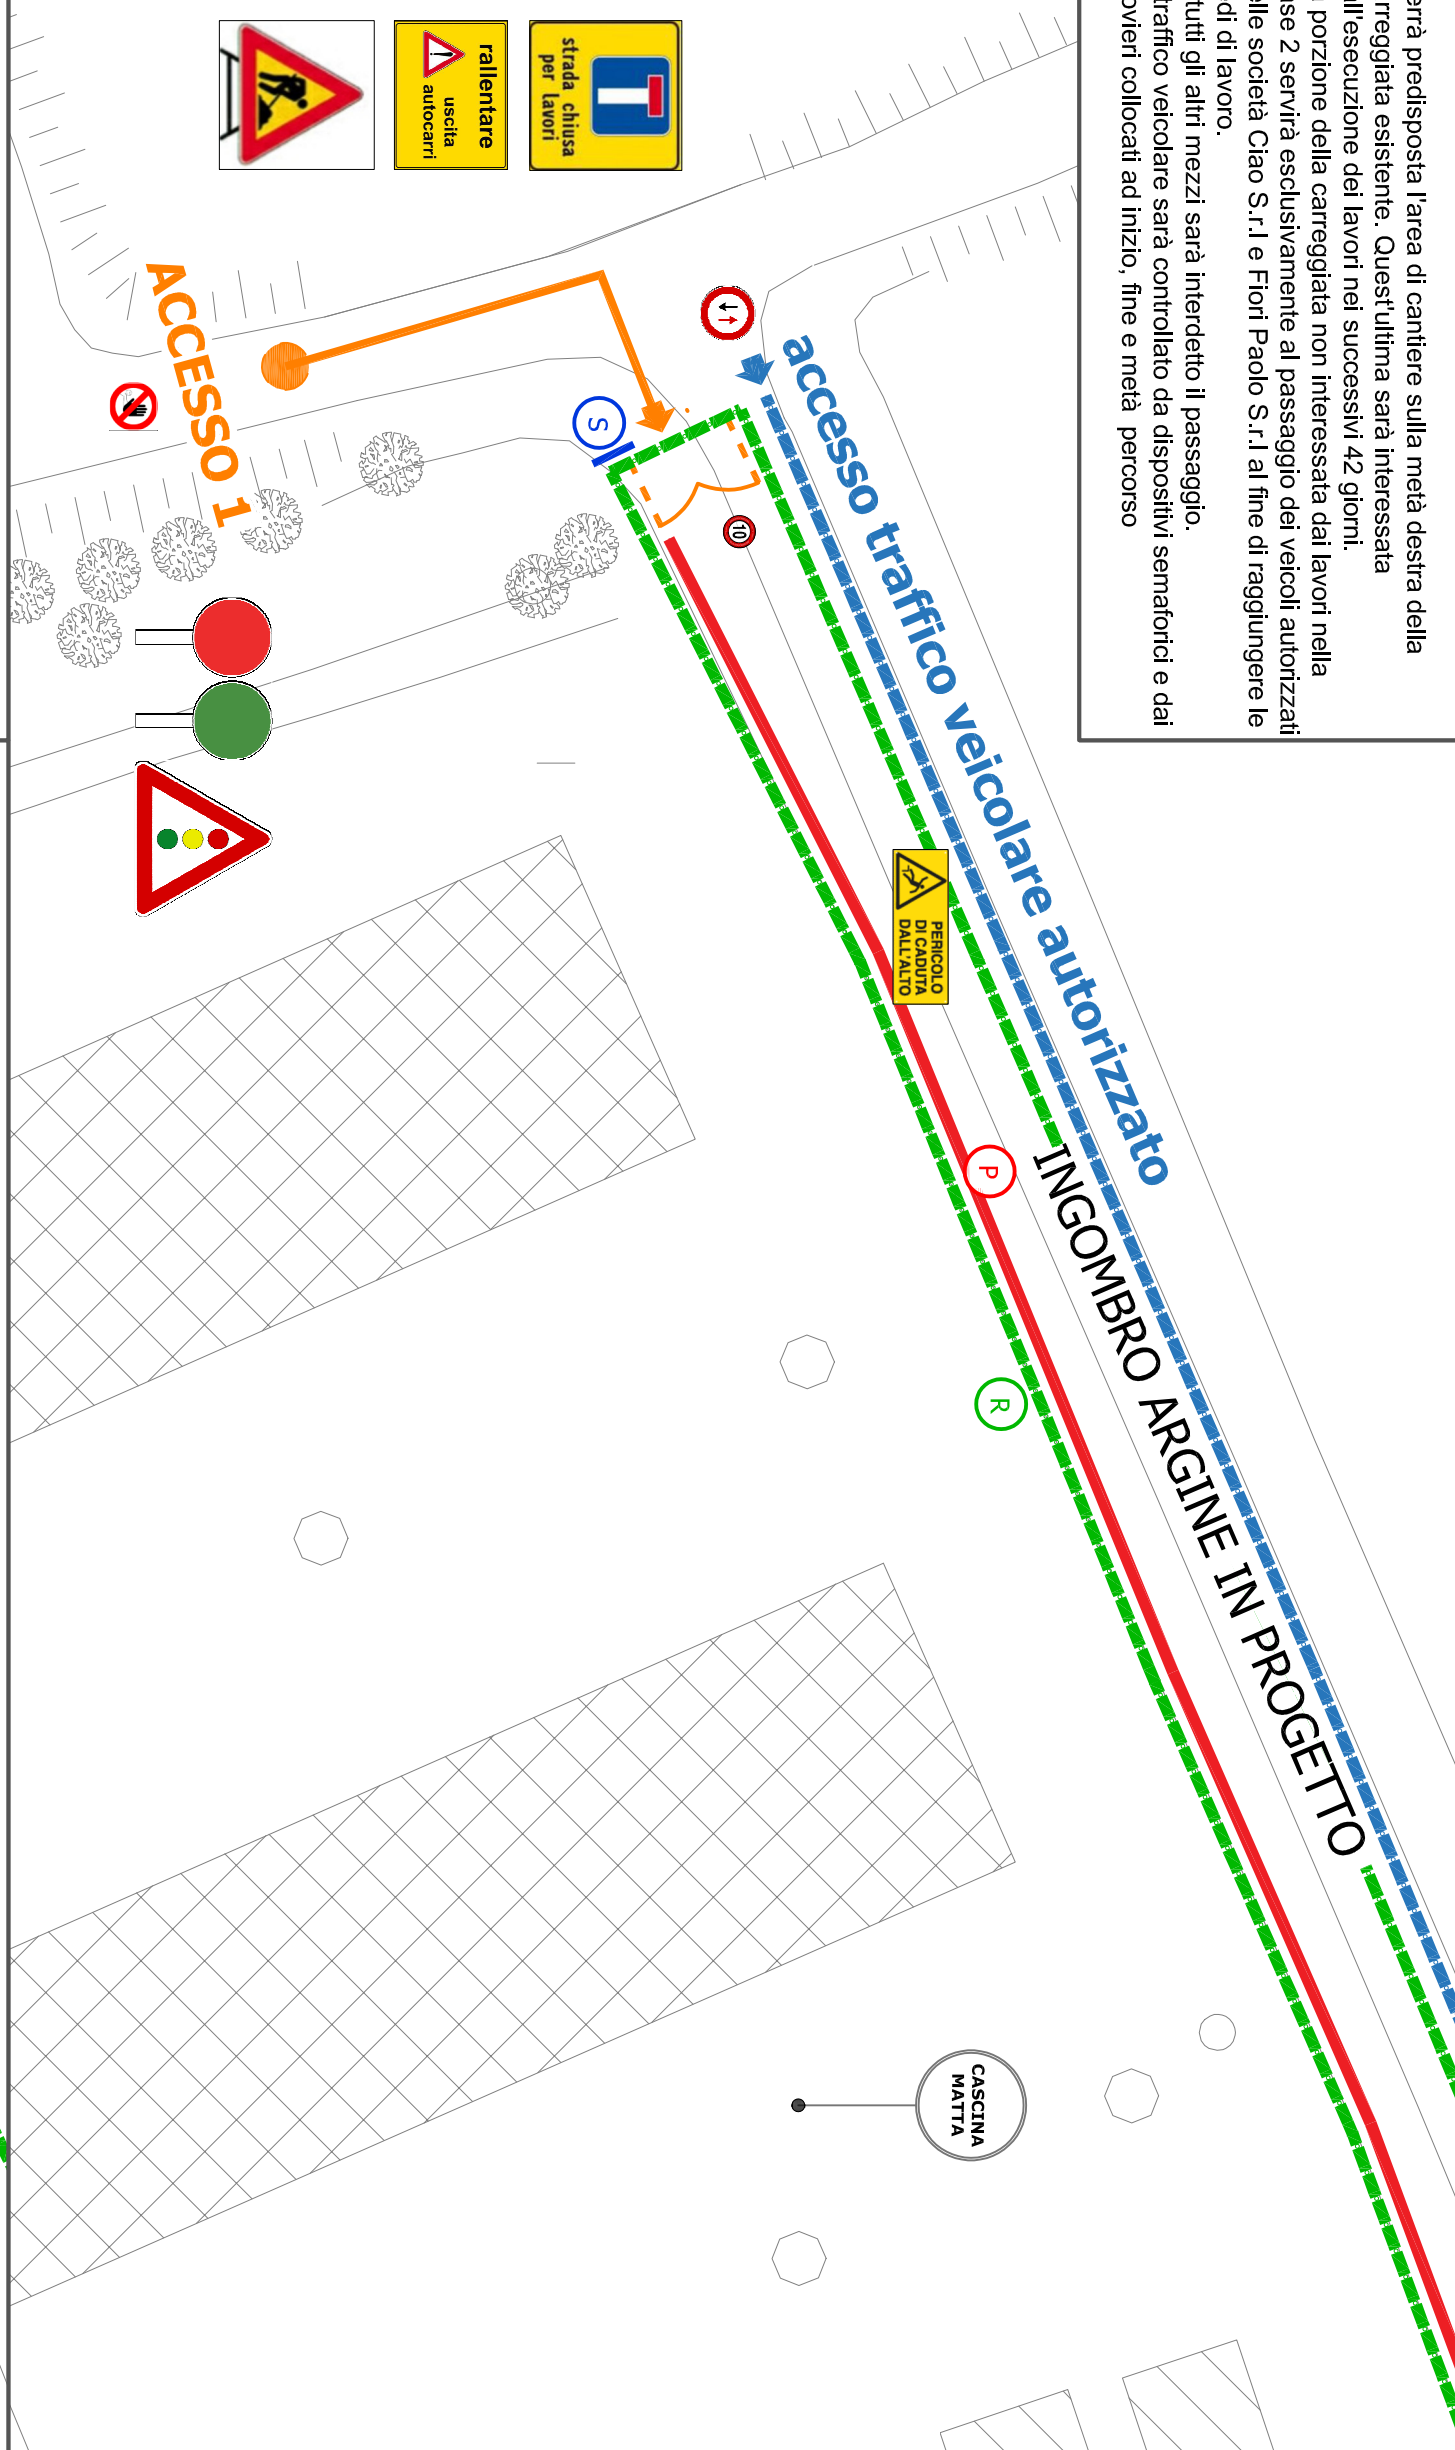 errà predisposta l'area di cantiere sulla metà destra della
rreggiata esistente. Quest'ultima sarà interessata
all'esecuzione dei lavori nei successivi 42 giorni.
porzione della carreggiata non interessata dai lavori nella
ase 2 servirà esclusivamente al passaggio dei veicoli autorizzati
elle società Ciao S.r.l e Fiori Paolo S.r.l al fine di raggiungere le
edi di lavoro.
tutti gli altri mezzi sarà interdetto il passaggio.
traffico veicolare sarà controllato da dispositivi semaforici e dai
ovieri collocati ad inizio, fine e metà percorso
strada chiusa
per lavori
rallentare
uscita
autocarri
ACCESSO 1
S
10
accesso traffico veicolare autorizzato
PERICOLO
DI CADUTA
DALL'ALTO
P
INGOMBRO ARGINE IN PROGETTO
R
CASCINA
MATTA